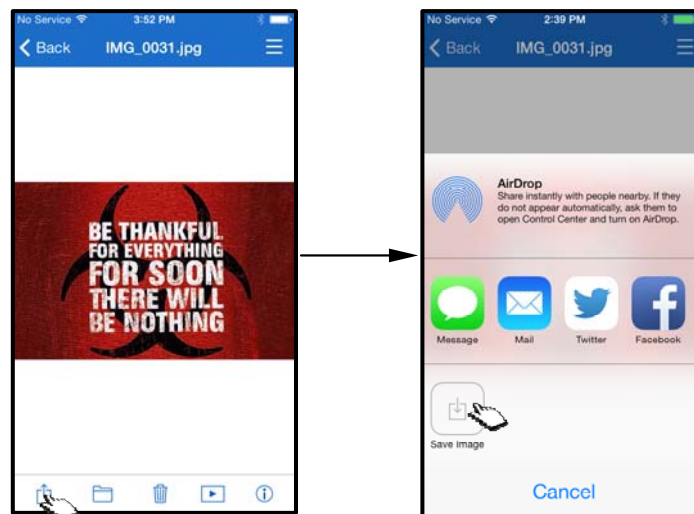 No Service 3:52 PM
Back IMG_0031.jpg
BE THANKFUL
FOR EVERYTHING
FOR SOON
THERE WILL
BE NOTHING
No Service 2:39 PM
Back IMG_0031.jpg
AirDrop
Share instantly with people nearby. If they
do not appear automatically, ask them to
open Control Center and turn on AirDrop.
Message Mail Twitter Facebook
Save Image
Cancel